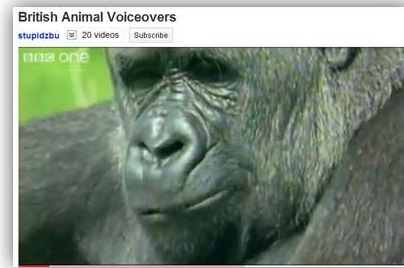 British Animal Voiceovers
stupidzbu 20 videos Subscribe
BBC one